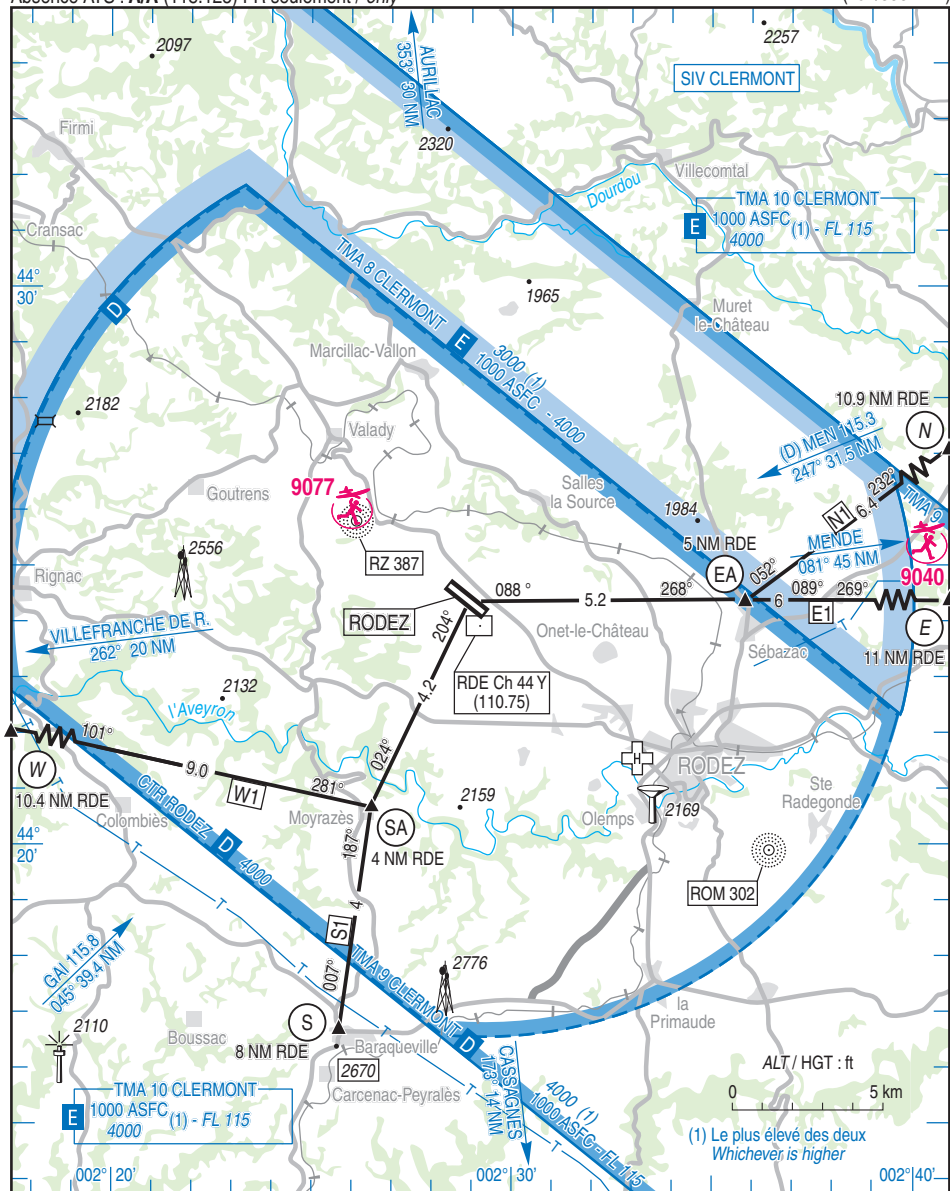 2097
2257
AURILLAC
353° 30 NM
SIV CLERMONT
Firmi
2320
Villecomtal
Dourdou
TMA 10 CLERMONT
E
1000 ASFC (1) - FL 115
4000
Cransac
TMA 8 CLERMONT
E
3000 (1)
1000 ASFC - 4000
44°
30'
D
1965
Muret
le-Château
Marcillac-Vallon
2182
10.9 NM RDE
N
Valady
(D) MEN 115.3
247° 31.5 NM
Goutrens
9077
Salles
la Source
232°
6.4
N1
052°
TMA 9
1984
5 NM RDE
EA
MENDE
081° 45 NM
9040
2556
RZ 387
Rignac
RODEZ
088°
5.2
268°
6
089°
269°
E1
E
11 NM RDE
204°
4.2
024°
Onet-le-Château
Sébazac
VILLEFRANCHE DE R.
262° 20 NM
RDE Ch 44 Y
(110.75)
2132
l'Aveyron
101°
9.0
281°
W1
W
10.4 NM RDE
H
RODEZ
Colombiès
Moyrazès
2159
Olemps
2169
Ste
Radegonde
SA
4 NM RDE
187°
4
S1
007°
CTR RODEZ
D
4000
44°
20'
ROM 302
T
T
T
T
T
T
GAI 115.8
045° 39.4 NM
TMA 9 CLERMONT
D
4000 (1)
1000 ASFC - FL 115
2776
2110
Boussac
S
8 NM RDE
Baraqueville
2670
Carcenac-Peyralès
la
Primaude
CASSAGNES
173° 14 NM
TMA 10 CLERMONT
E
1000 ASFC (1) - FL 115
4000
ALT / HGT : ft
0
5 km
(1) Le plus élevé des deux
Whichever is higher
002° 20'
002° 30'
002° 40'